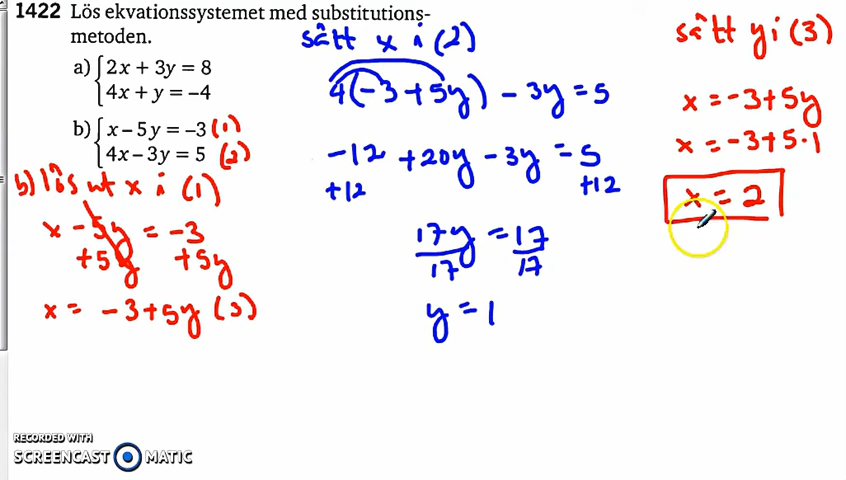 1422 Lös ekvationssystemet med substitutions-
metoden.
a) { 2x + 3y = 8
4x + y = −4
b) { x − 5y = −3 (1)
4x − 3y = 5 (2)
b) lös ut x i (1)
x − 5y = −3
+5y +5y
x = −3+5y (3)
sätt x i (2)
4(−3 + 5y) − 3y = 5
−12 + 20y − 3y = 5
+12 +12
17y = 17
17 17
y = 1
sätt y i (3)
x = −3+5y
x = −3+5·1
x = 2
RECORDED WITH
SCREENCAST MATIC